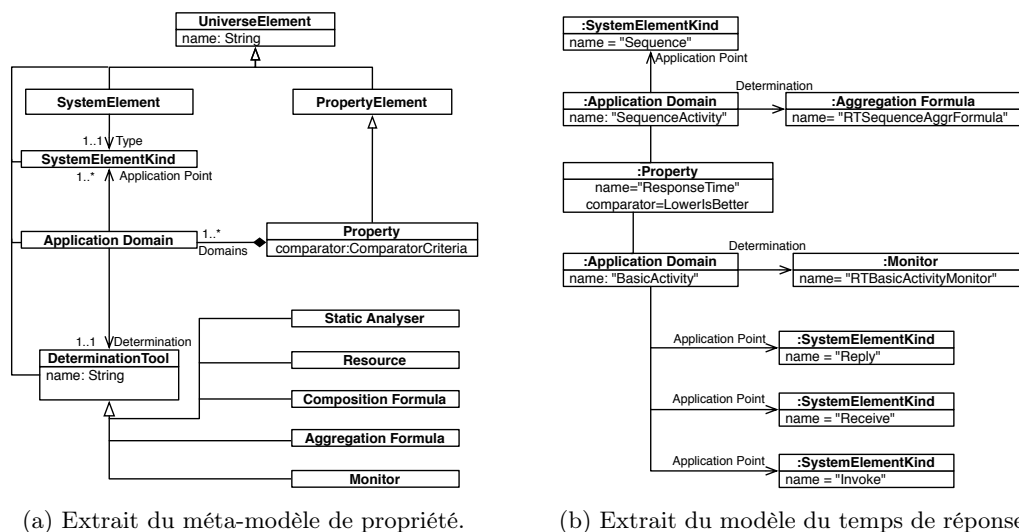 UniverseElement
name: String
SystemElement
PropertyElement
1..1 Type
SystemElementKind
1..* Application Point
Application Domain
1..*
Domains
Property
comparator:ComparatorCriteria
1..1 Determination
DeterminationTool
name: String
Static Analyser
Resource
Composition Formula
Aggregation Formula
Monitor
(a) Extrait du méta-modèle de propriété.
:SystemElementKind
name = "Sequence"
Application Point
Determination
:Application Domain
name: "SequenceActivity"
:Aggregation Formula
name= "RTSequenceAggrFormula"
:Property
name="ResponseTime"
comparator=LowerIsBetter
Determination
:Application Domain
name: "BasicActivity"
:Monitor
name= "RTBasicActivityMonitor"
Application Point
:SystemElementKind
name = "Reply"
Application Point
:SystemElementKind
name = "Receive"
Application Point
:SystemElementKind
name = "Invoke"
(b) Extrait du modèle du temps de réponse